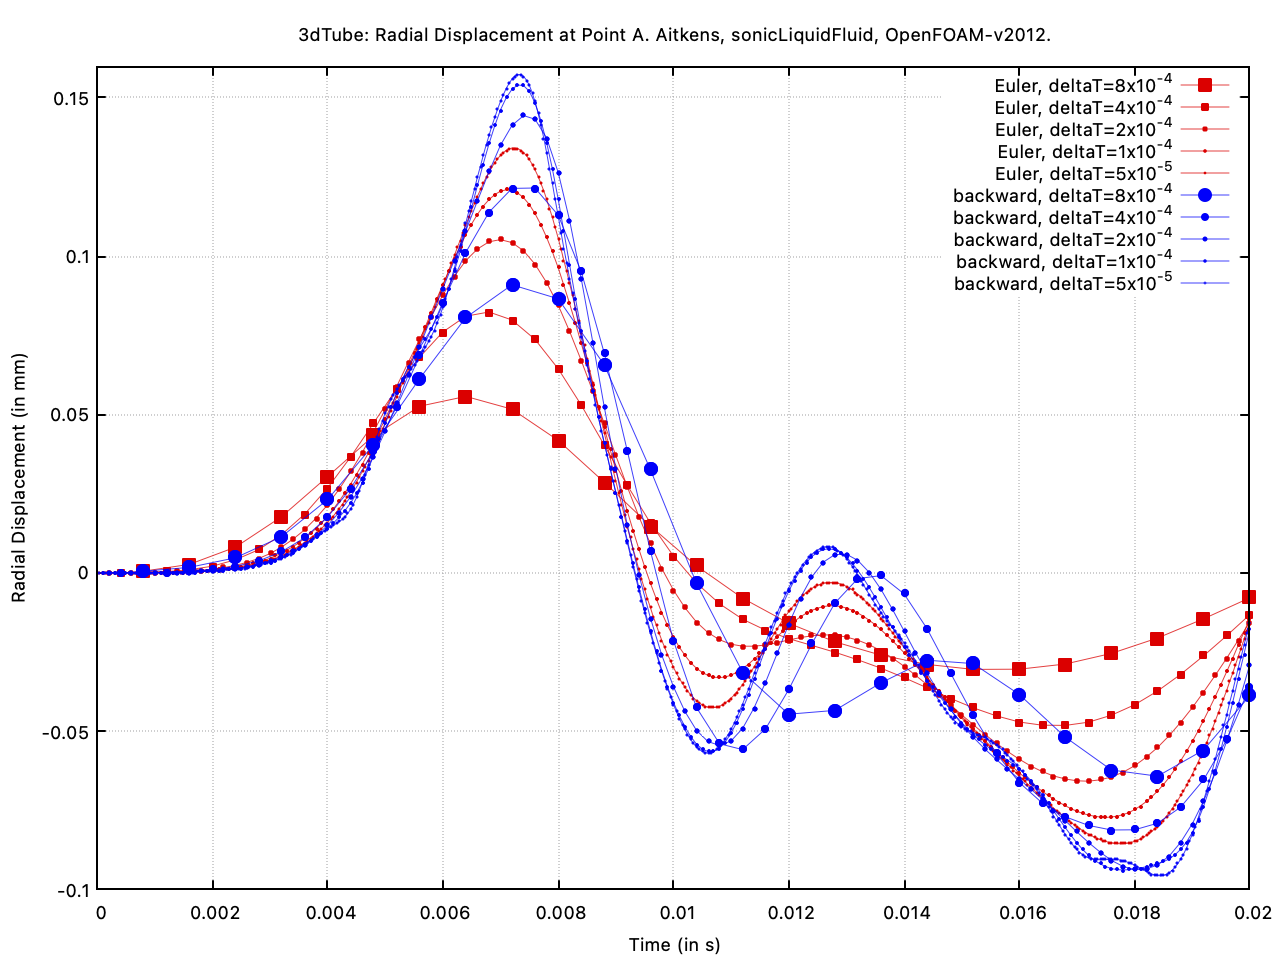 3dTube: Radial Displacement at Point A. Aitkens, sonicLiquidFluid, OpenFOAM-v2012.
Euler, deltaT=8x10⁻⁴
Euler, deltaT=4x10⁻⁴
Euler, deltaT=2x10⁻⁴
Euler, deltaT=1x10⁻⁴
Euler, deltaT=5x10⁻⁵
backward, deltaT=8x10⁻⁴
backward, deltaT=4x10⁻⁴
backward, deltaT=2x10⁻⁴
backward, deltaT=1x10⁻⁴
backward, deltaT=5x10⁻⁵
Radial Displacement (in mm)
0.15
0.1
0.05
0
-0.05
-0.1
0 0.002 0.004 0.006 0.008 0.01 0.012 0.014 0.016 0.018 0.02
Time (in s)